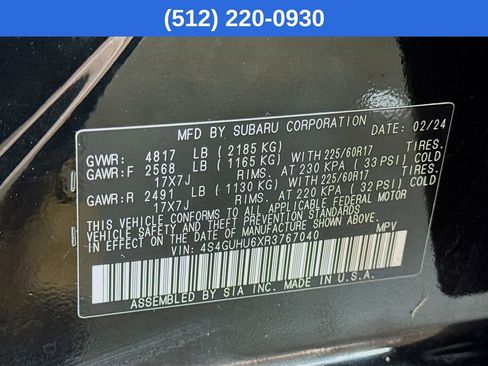 (512) 220-0930
MFD BY SUBARU CORPORATION DATE: 02/24
GVWR: 4817 LB (2185 KG)
GAWR:F 2568 LB (1165 KG) WITH 225/60R17 TIRES.
17X7J RIMS. AT 230 KPA (33 PSI) COLD
GAWR:R 2491 LB (1130 KG) WITH 225/60R17 TIRES.
17X7J RIMS. AT 220 KPA (32 PSI) COLD
THIS VEHICLE CONFORMS TO ALL APPLICABLE FEDERAL MOTOR
VEHICLE SAFETY AND THEFT PREVENTION STANDARDS
IN EFFECT ON THE DATE OF MANUFACTURE SHOWN ABOVE.
VIN: 4S4GUHU6XR3767040 MPV
ASSEMBLED BY SIA INC. MADE IN U.S.A.